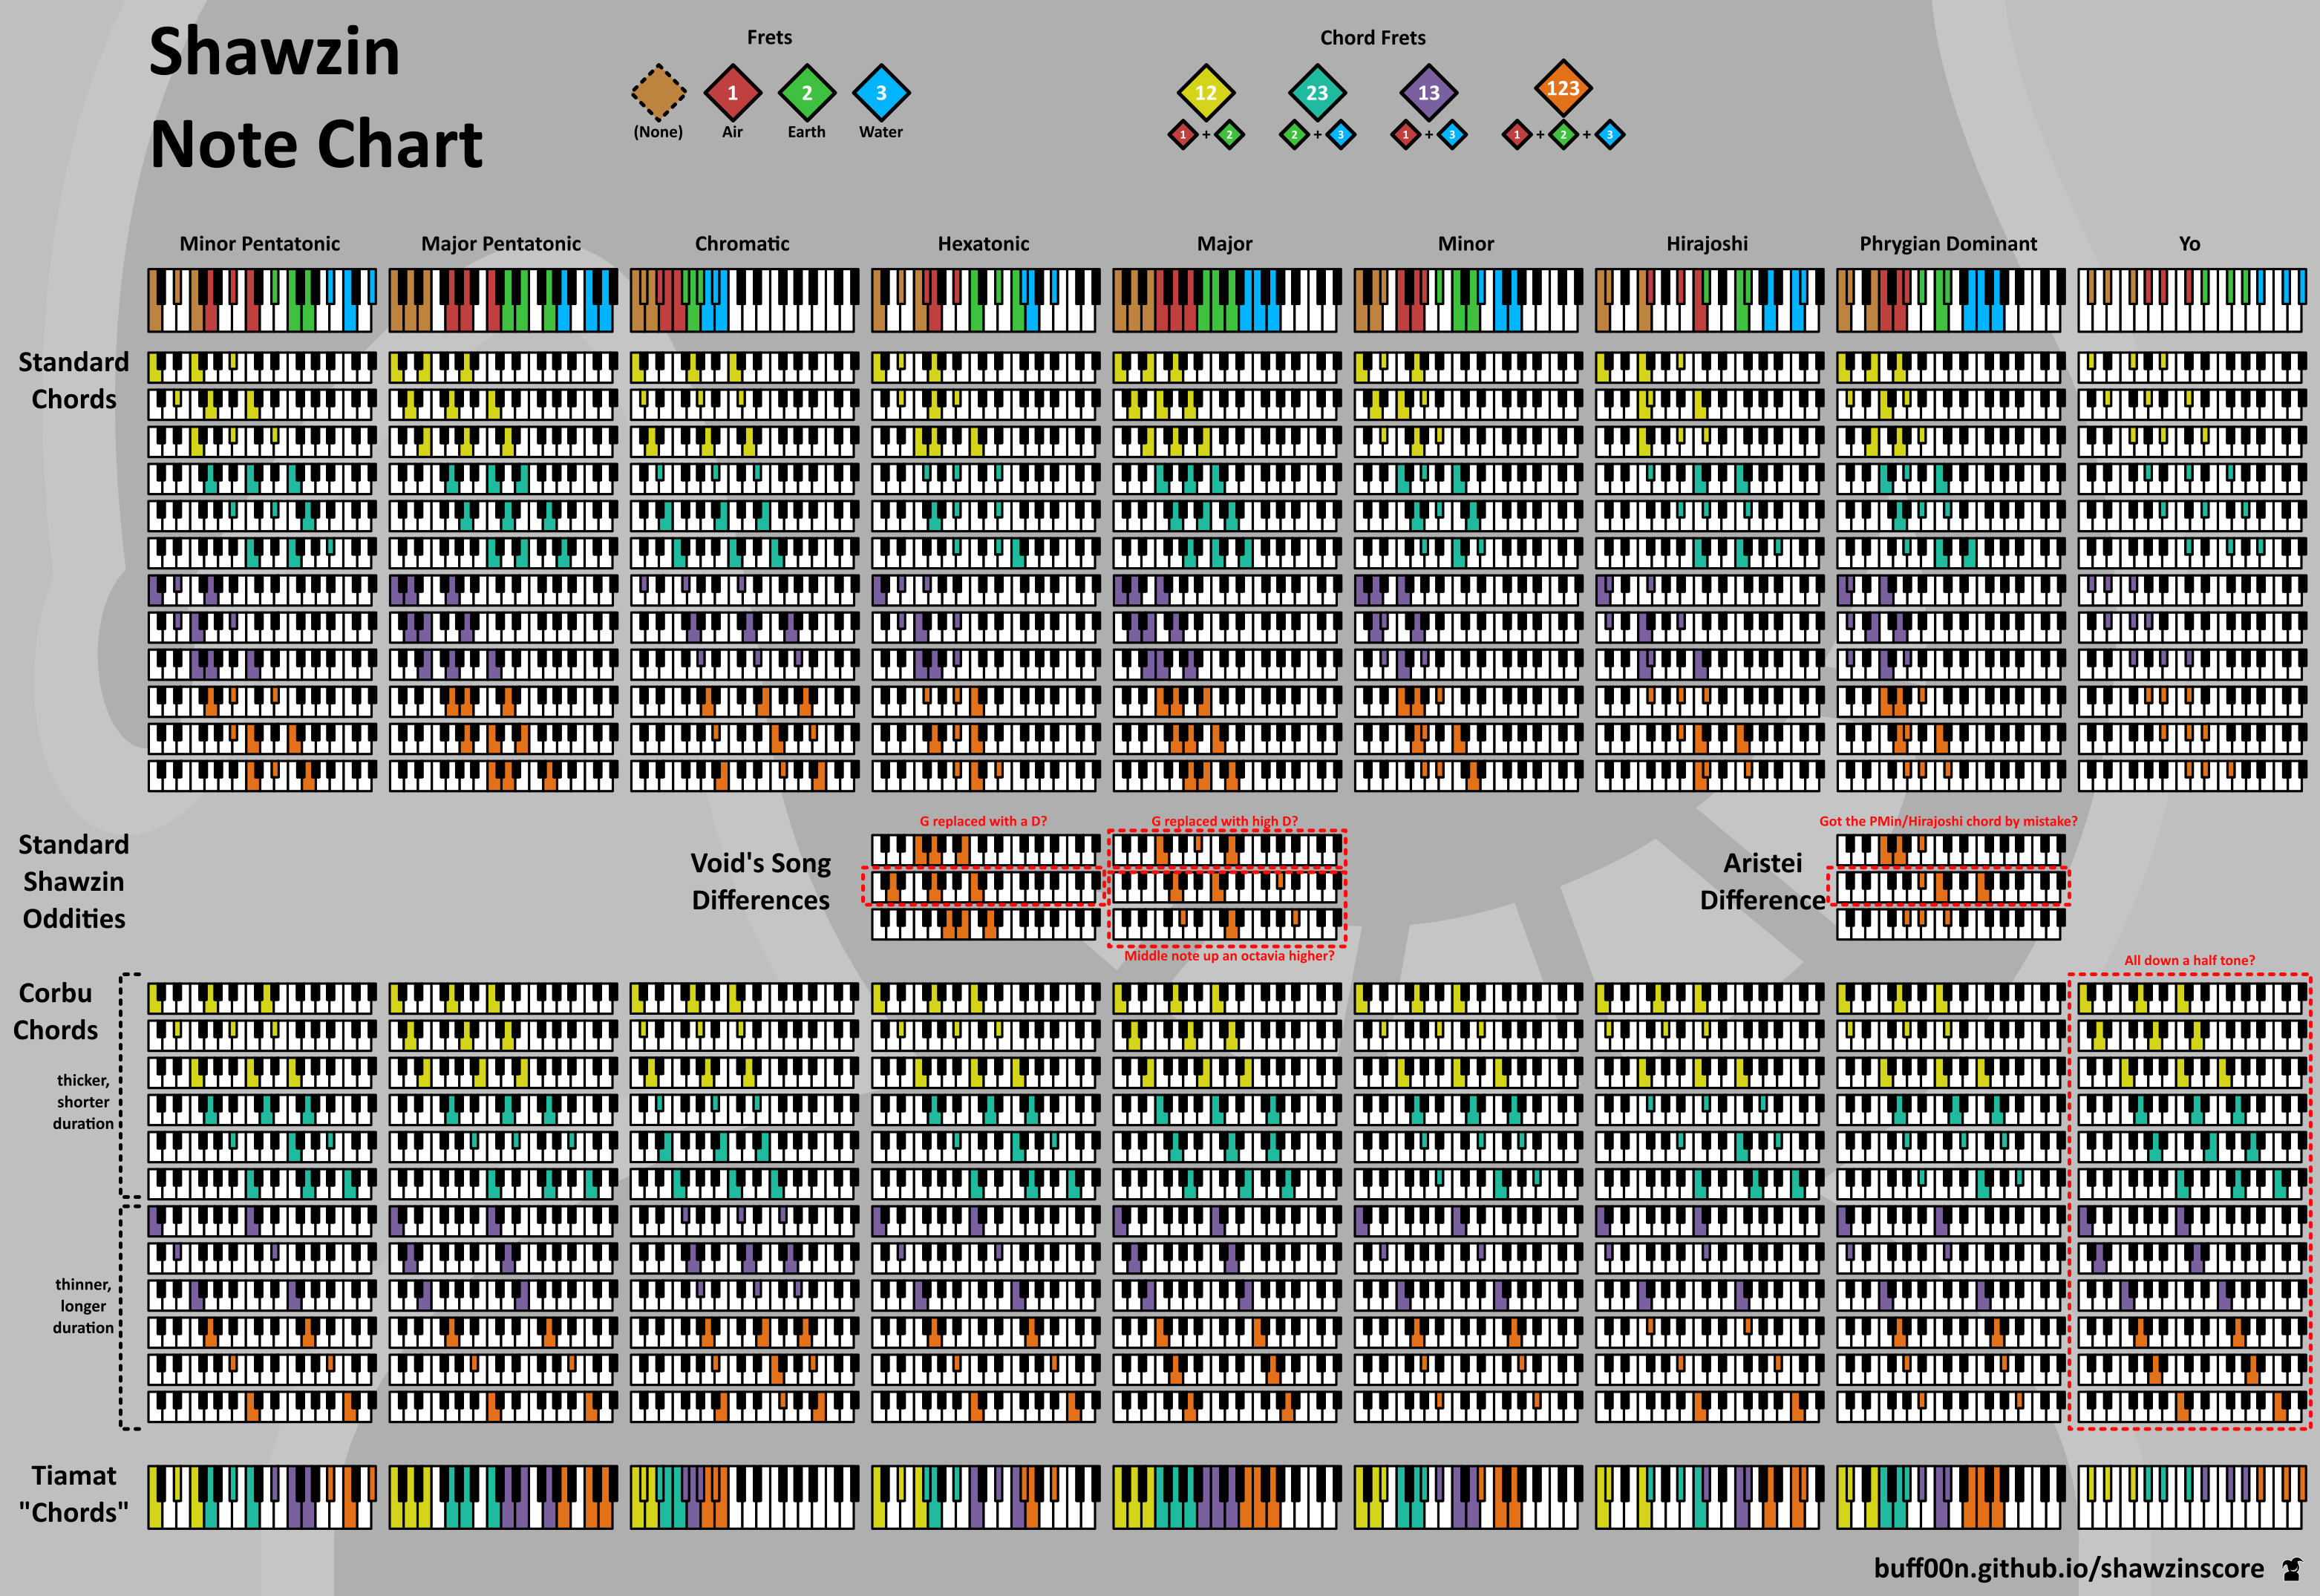 Shawzin
Note Chart
Frets
(None)
1
Air
2
Earth
3
Water
Chord Frets
12
1 + 2
23
2 + 3
13
1 + 3
123
1 + 2 + 3
Minor Pentatonic
Major Pentatonic
Chromatic
Hexatonic
Major
Minor
Hirajoshi
Phrygian Dominant
Yo
Standard
Chords
Standard
Shawzin
Oddities
Void's Song
Differences
G replaced with a D?
G replaced with high D?
Middle note up an octavia higher?
Aristei
Difference
Got the PMin/Hirajoshi chord by mistake?
All down a half tone?
Corbu
Chords
thicker,
shorter
duration
thinner,
longer
duration
Tiamat
"Chords"
buff00n.github.io/shawzinscore